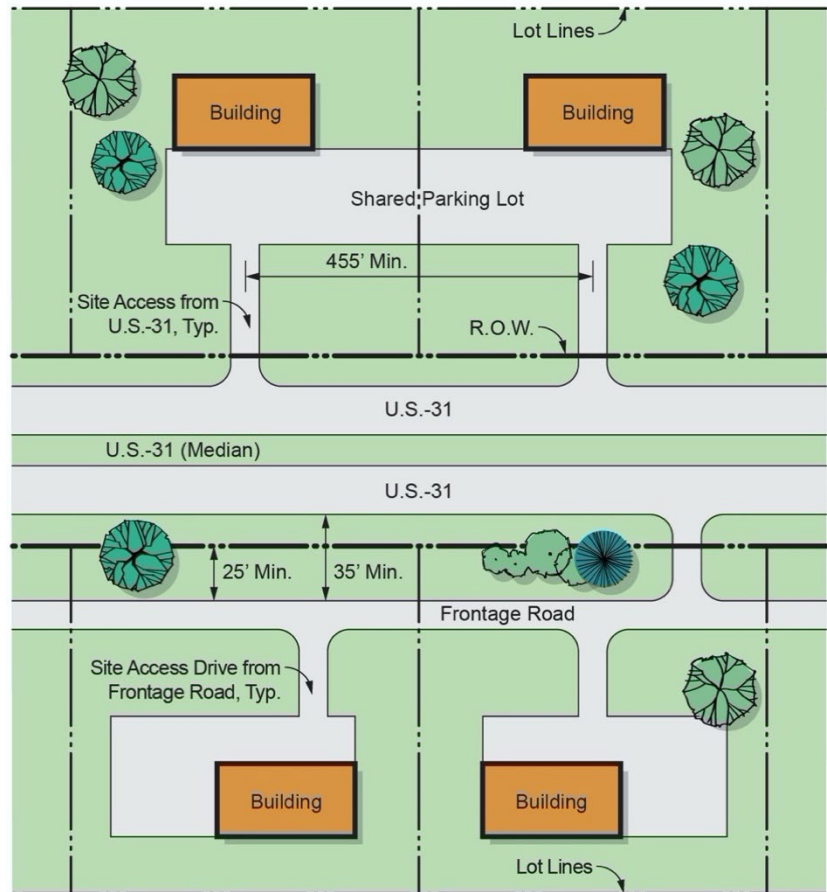 Lot Lines
Building
Building
Shared Parking Lot
455' Min.
Site Access from
U.S.-31, Typ.
R.O.W.
U.S.-31
U.S.-31 (Median)
U.S.-31
25' Min.
35' Min.
Frontage Road
Site Access Drive from
Frontage Road, Typ.
Building
Building
Lot Lines